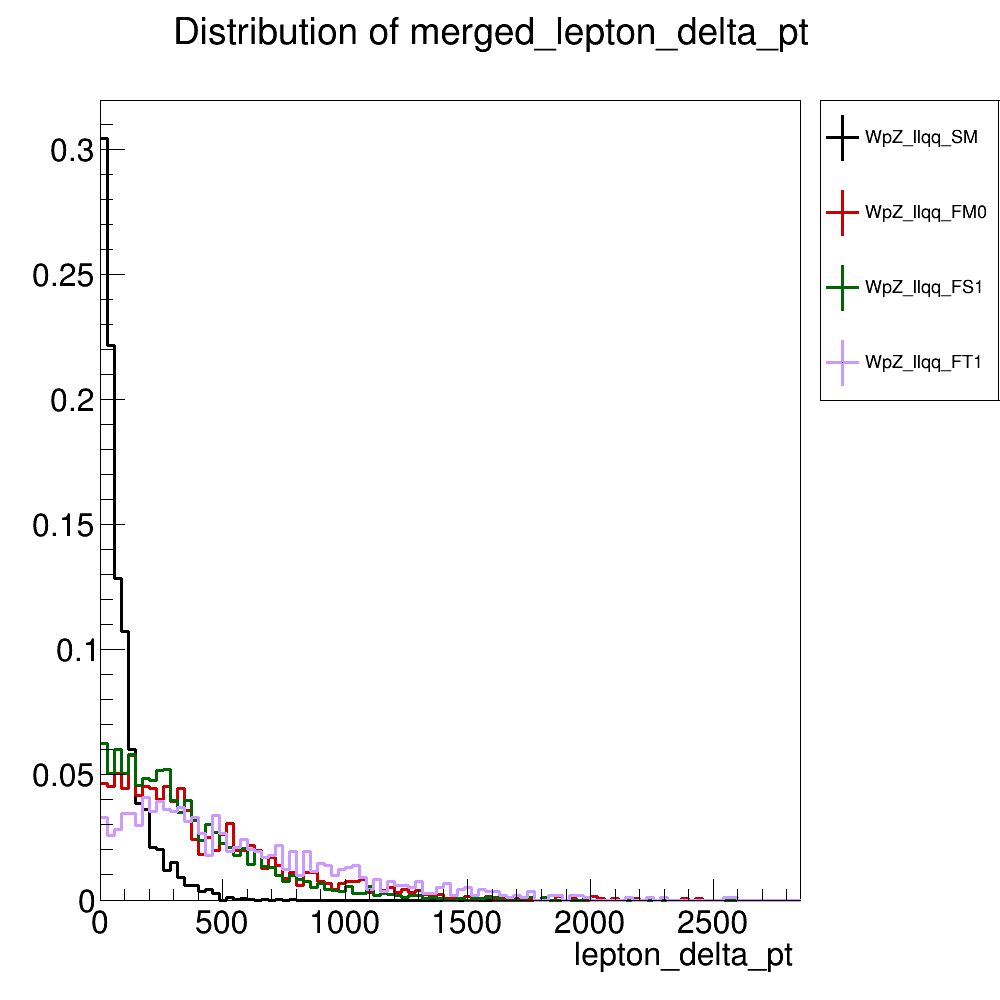 Distribution of merged_lepton_delta_pt
0.3
0.25
0.2
0.15
0.1
0.05
0
0 500 1000 1500 2000 2500
lepton_delta_pt
WpZ_llqq_SM
WpZ_llqq_FM0
WpZ_llqq_FS1
WpZ_llqq_FT1